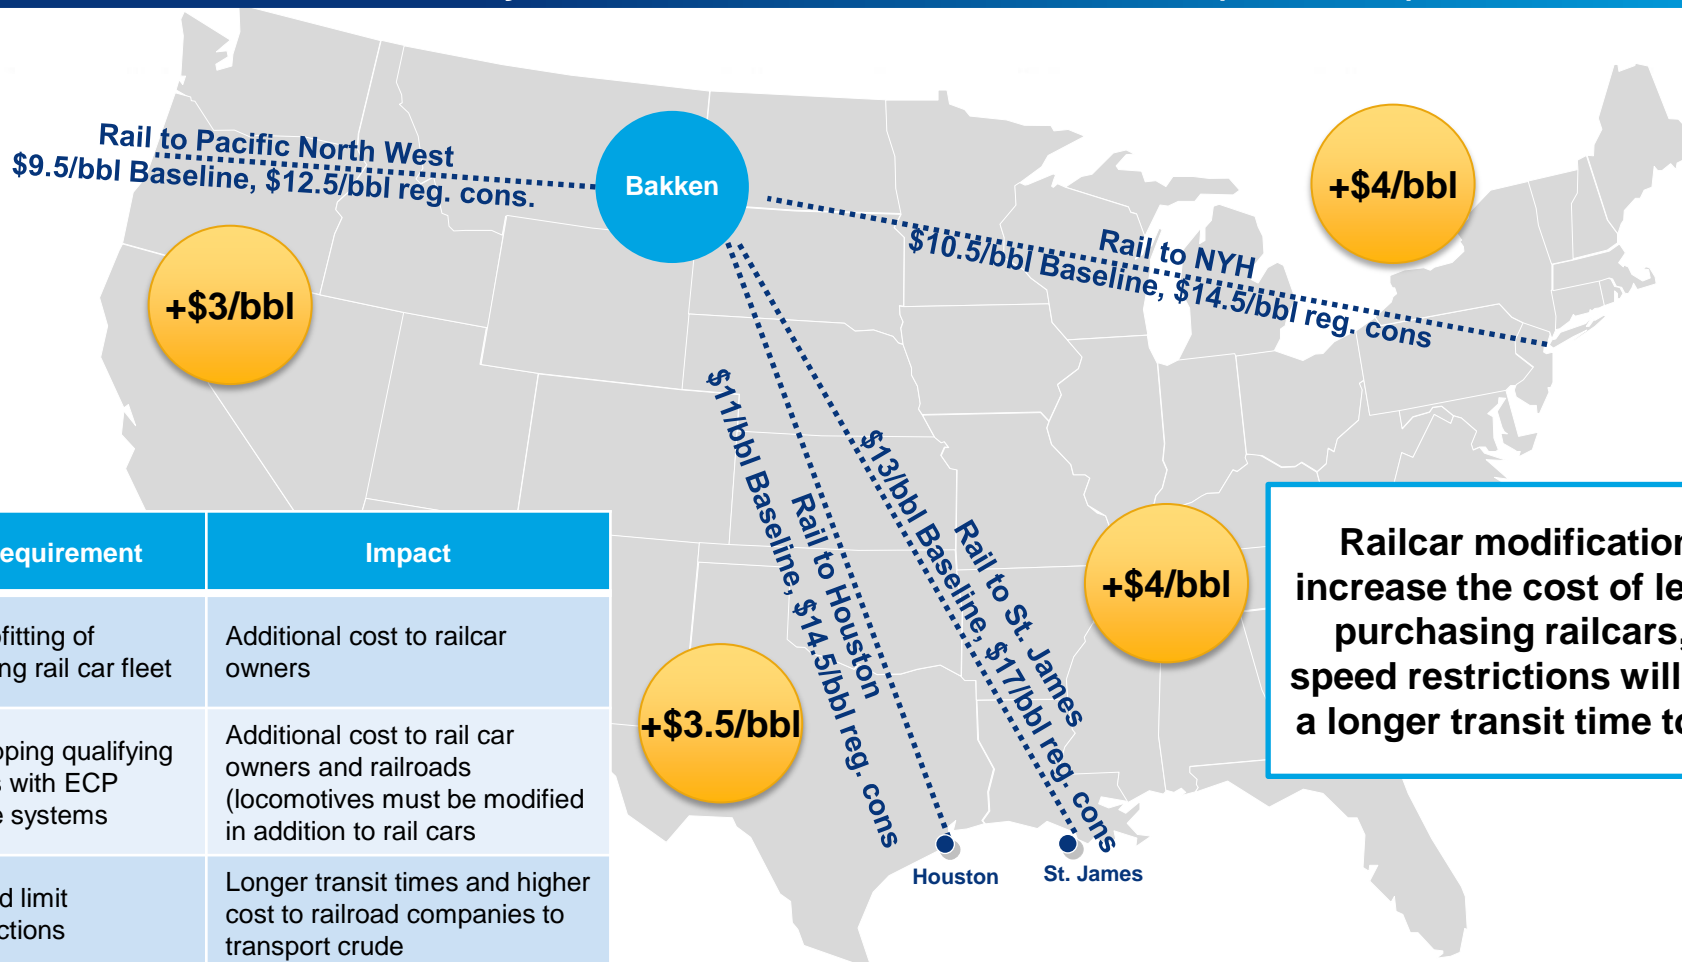 Rail to Pacific North West
$9.5/bbl Baseline, $12.5/bbl reg. cons.
Bakken
+$4/bbl
Rail to NYH
$10.5/bbl Baseline, $14.5/bbl reg. cons
+$3/bbl
$11/bbl Baseline, $14.5/bbl reg. cons
Rail to Houston
$13/bbl Baseline, $17/bbl reg. cons
Rail to St. James
+$4/bbl
+$3.5/bbl
Houston
St. James
Railcar modification
increase the cost of le
purchasing railcars,
speed restrictions will
a longer transit time to
equirement
Impact
fitting of
ng rail car fleet
Additional cost to railcar
owners
ping qualifying
with ECP
systems
Additional cost to rail car
owners and railroads
(locomotives must be modified
in addition to rail cars
d limit
ctions
Longer transit times and higher
cost to railroad companies to
transport crude